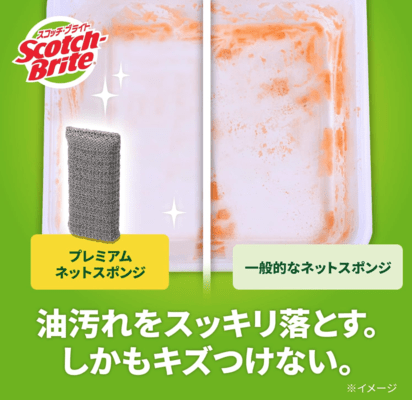 スコッチ・ブライト
Scotch-
Brite
プレミアム
ネットスポンジ
一般的なネットスポンジ
油汚れをスッキリ落とす。
しかもキズつけない。
※イメージ